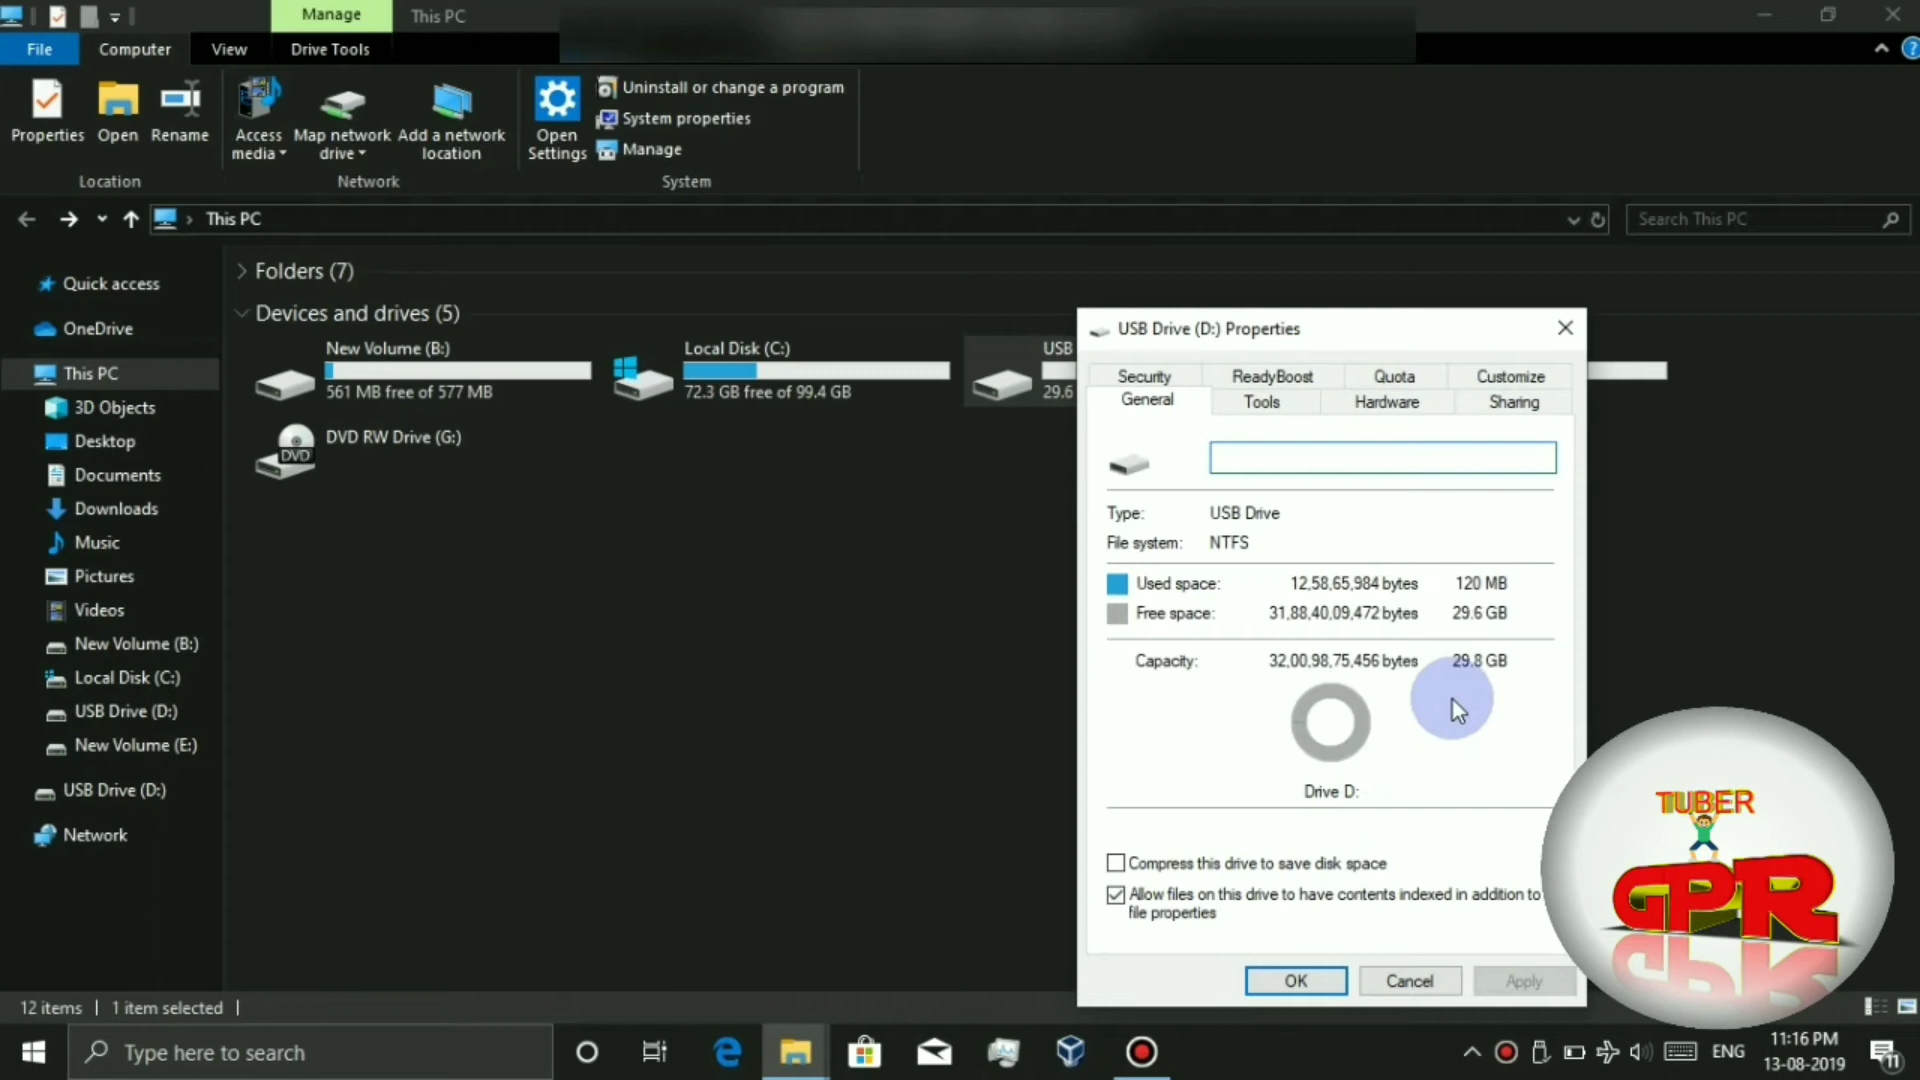 Manage
This PC
File
Computer
View
Drive Tools
Properties
Open
Rename
Access media
Map network drive
Add a network location
Open Settings
Uninstall or change a program
System properties
Manage
Location
Network
System
This PC
Search This PC
Quick access
OneDrive
This PC
3D Objects
Desktop
Documents
Downloads
Music
Pictures
Videos
New Volume (B:)
Local Disk (C:)
USB Drive (D:)
New Volume (E:)
USB Drive (D:)
Network
Folders (7)
Devices and drives (5)
New Volume (B:)
561 MB free of 577 MB
Local Disk (C:)
72.3 GB free of 99.4 GB
USB
29.6
DVD RW Drive (G:)
DVD
USB Drive (D:) Properties
Security
ReadyBoost
Quota
Customize
General
Tools
Hardware
Sharing
Type: USB Drive
File system: NTFS
Used space: 12,58,65,984 bytes 120 MB
Free space: 31,88,40,09,472 bytes 29.6 GB
Capacity: 32,00,98,75,456 bytes 29.8 GB
Drive D:
Compress this drive to save disk space
Allow files on this drive to have contents indexed in addition to
file properties
OK
Cancel
Apply
TUBER
GPR
12 items
1 item selected
Type here to search
ENG
11:16 PM
13-08-2019
11